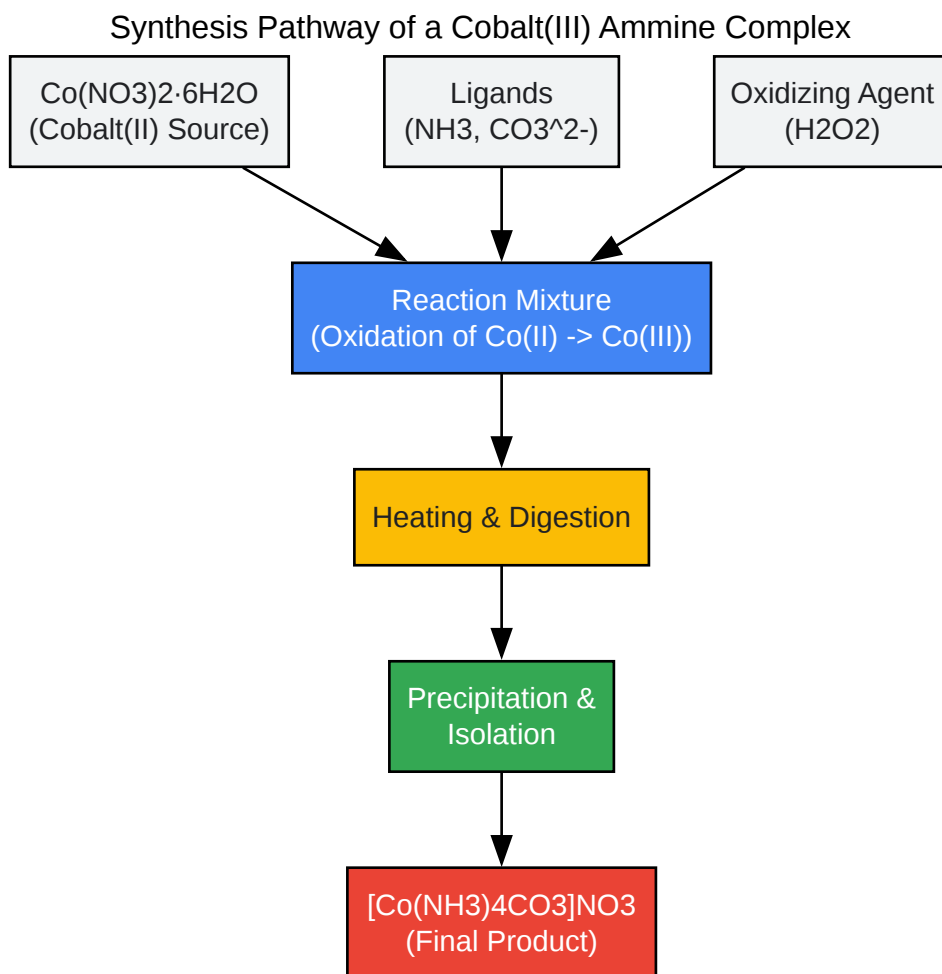 Synthesis Pathway of a Cobalt(III) Ammine Complex
Co(NO3)2·6H2O
(Cobalt(II) Source)
Ligands
(NH3, CO3^2-)
Oxidizing Agent
(H2O2)
Reaction Mixture
(Oxidation of Co(II) -> Co(III))
Heating & Digestion
Precipitation &
Isolation
[Co(NH3)4CO3]NO3
(Final Product)